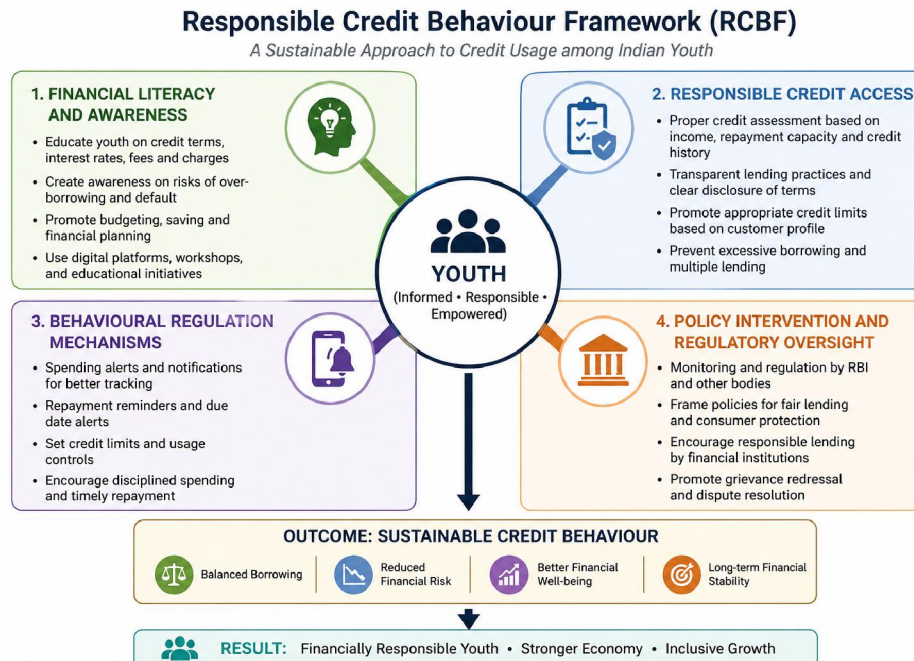 Responsible Credit Behaviour Framework (RCBF)
A Sustainable Approach to Credit Usage among Indian Youth
1. FINANCIAL LITERACY
AND AWARENESS
• Educate youth on credit terms,
interest rates, fees and charges
• Create awareness on risks of over-
borrowing and default
• Promote budgeting, saving and
financial planning
• Use digital platforms, workshops,
and educational initiatives
2. RESPONSIBLE CREDIT ACCESS
• Proper credit assessment based on
income, repayment capacity and credit
history
• Transparent lending practices and
clear disclosure of terms
• Promote appropriate credit limits
based on customer profile
• Prevent excessive borrowing and
multiple lending
YOUTH
(Informed • Responsible •
Empowered)
3. BEHAVIOURAL REGULATION
MECHANISMS
• Spending alerts and notifications
for better tracking
• Repayment reminders and due
date alerts
• Set credit limits and usage
controls
• Encourage disciplined spending
and timely repayment
4. POLICY INTERVENTION AND
REGULATORY OVERSIGHT
• Monitoring and regulation by RBI
and other bodies
• Frame policies for fair lending
and consumer protection
• Encourage responsible lending
by financial institutions
• Promote grievance redressal
and dispute resolution
OUTCOME: SUSTAINABLE CREDIT BEHAVIOUR
Balanced Borrowing
Reduced
Financial Risk
Better Financial
Well-being
Long-term Financial
Stability
RESULT: Financially Responsible Youth • Stronger Economy • Inclusive Growth